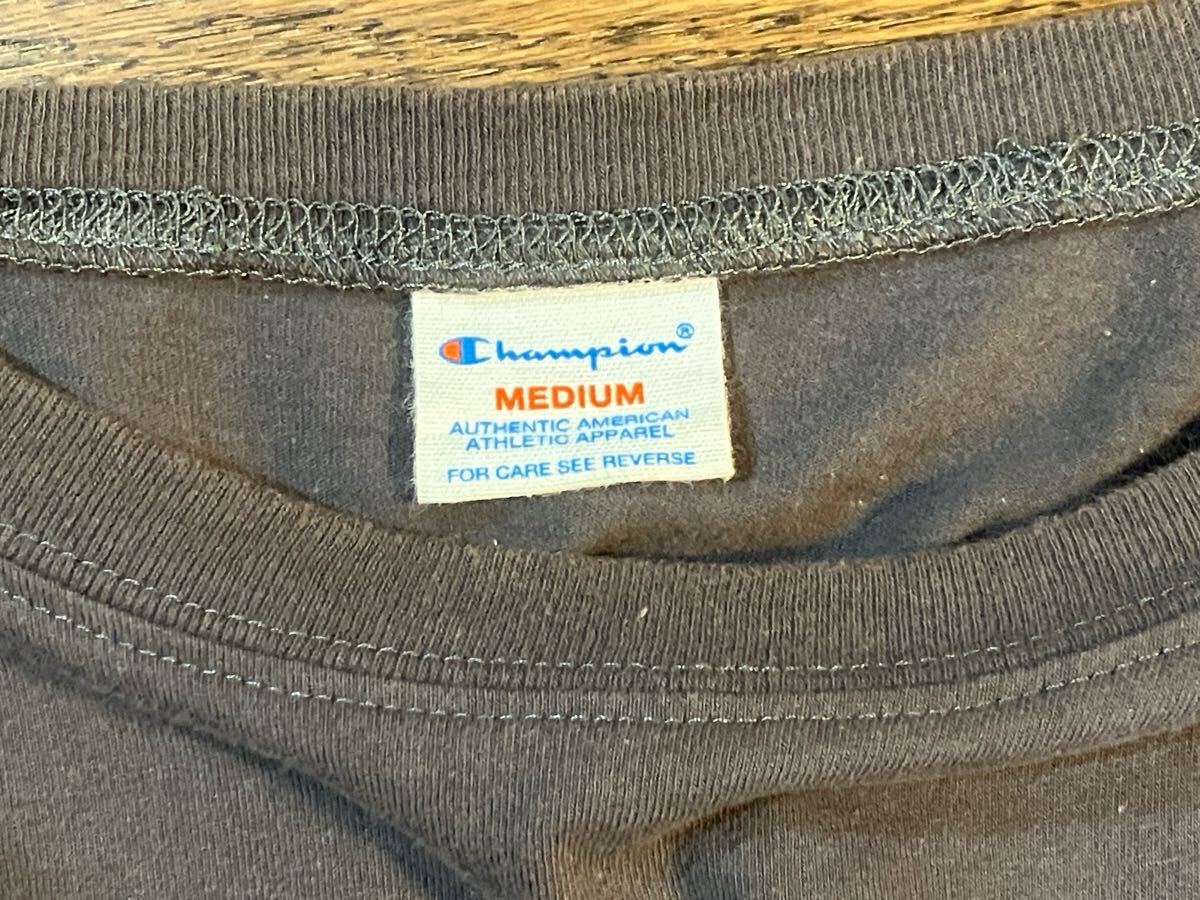 Champion®
MEDIUM
AUTHENTIC AMERICAN
ATHLETIC APPAREL
FOR CARE SEE REVERSE